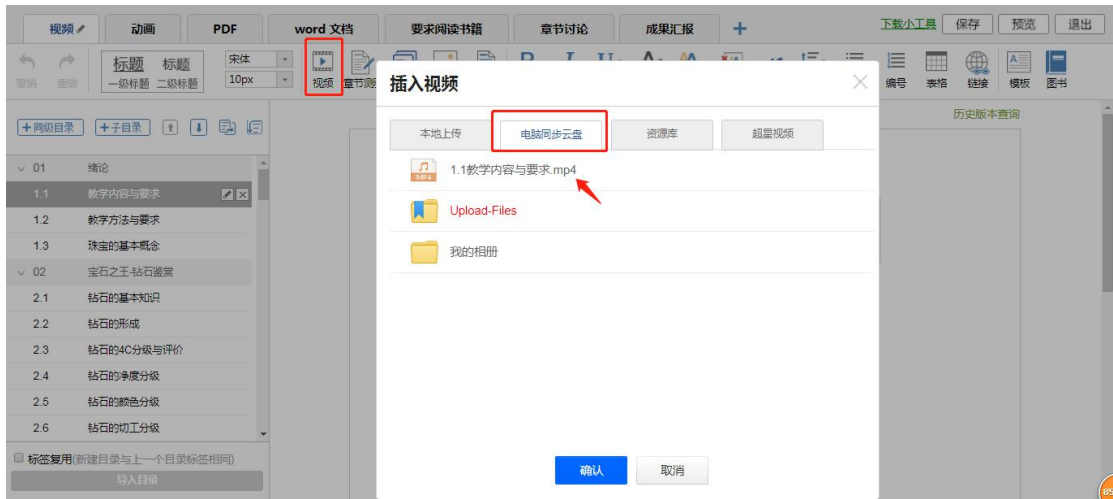 视频 动画 PDF word 文档 要求阅读书籍 章节讨论 成果汇报 + 下载小工具 保存 预览 退出
撤销 重做 标题 一级标题 标题 二级标题 宋体 10px 视频 章节测 编号 表格 链接 模板 图书
插入视频
历史版本查询
+同级目录 +子目录
本地上传 电脑同步云盘 资源库 超星视频
01 绪论
1.1 教学内容与要求
1.2 教学方法与要求
1.3 珠宝的基本概念
02 宝石之王-钻石鉴赏
2.1 钻石的基本知识
2.2 钻石的形成
2.3 钻石的4C分级与评价
2.4 钻石的净度分级
2.5 钻石的颜色分级
2.6 钻石的切工分级
标签复用(新建目录与上一个目录标签相同)
导入目录
MP4 1.1教学内容与要求.mp4
Upload-Files
我的相册
确认 取消